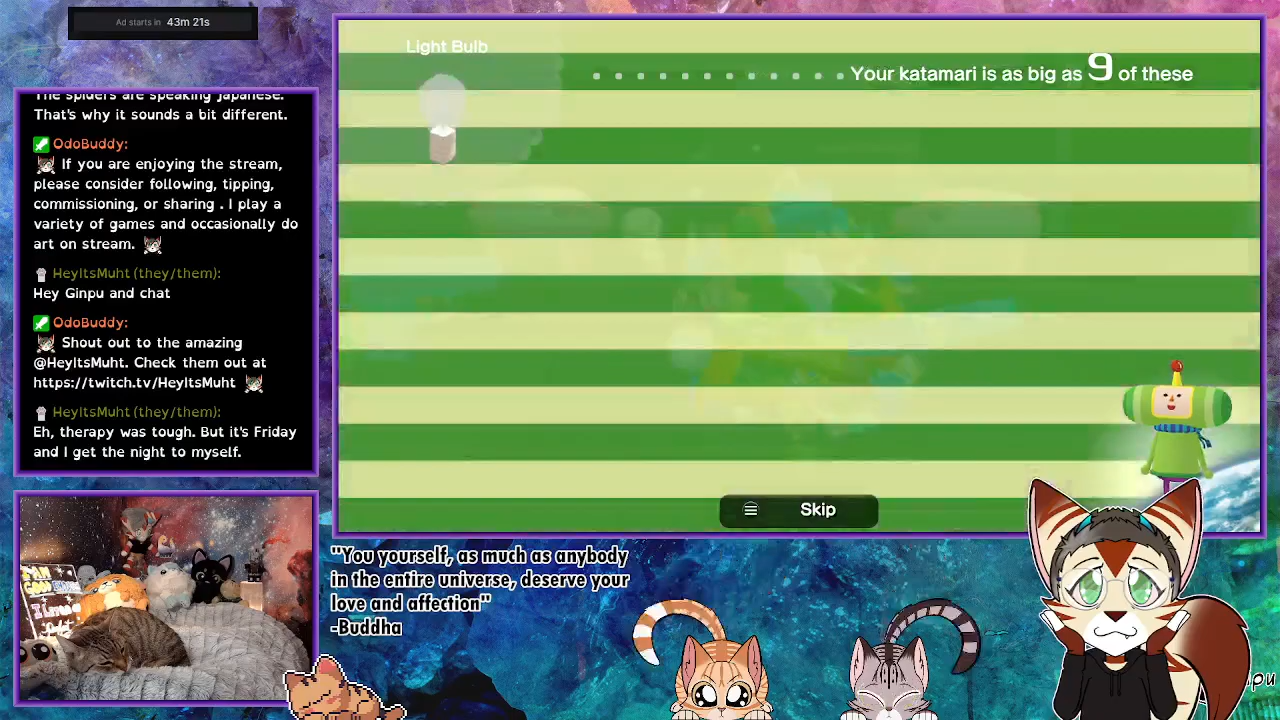 Ad starts in 43m 21s
The spiders are speaking Japanese.
That's why it sounds a bit different.
OdoBuddy:
If you are enjoying the stream,
please consider following, tipping,
commissioning, or sharing . I play a
variety of games and occasionally do
art on stream.
HeyItsMuht (they/them):
Hey Ginpu and chat
OdoBuddy:
Shout out to the amazing
@HeyItsMuht. Check them out at
https://twitch.tv/HeyItsMuht
HeyItsMuht (they/them):
Eh, therapy was tough. But it's Friday
and I get the night to myself.
Light Bulb
Your katamari is as big as 9 of these
Skip
"You yourself, as much as anybody
in the entire universe, deserve your
love and affection"
-Buddha